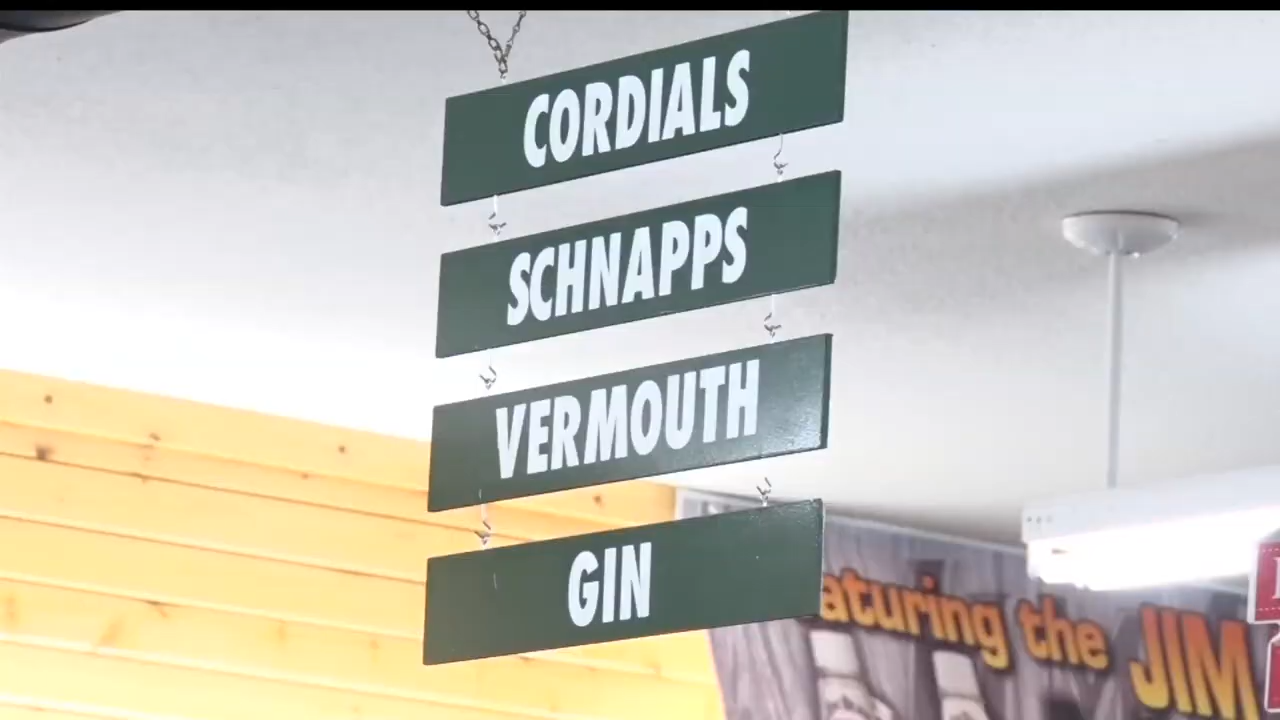 CORDIALS
SCHNAPPS
VERMOUTH
GIN
aturing the JIM